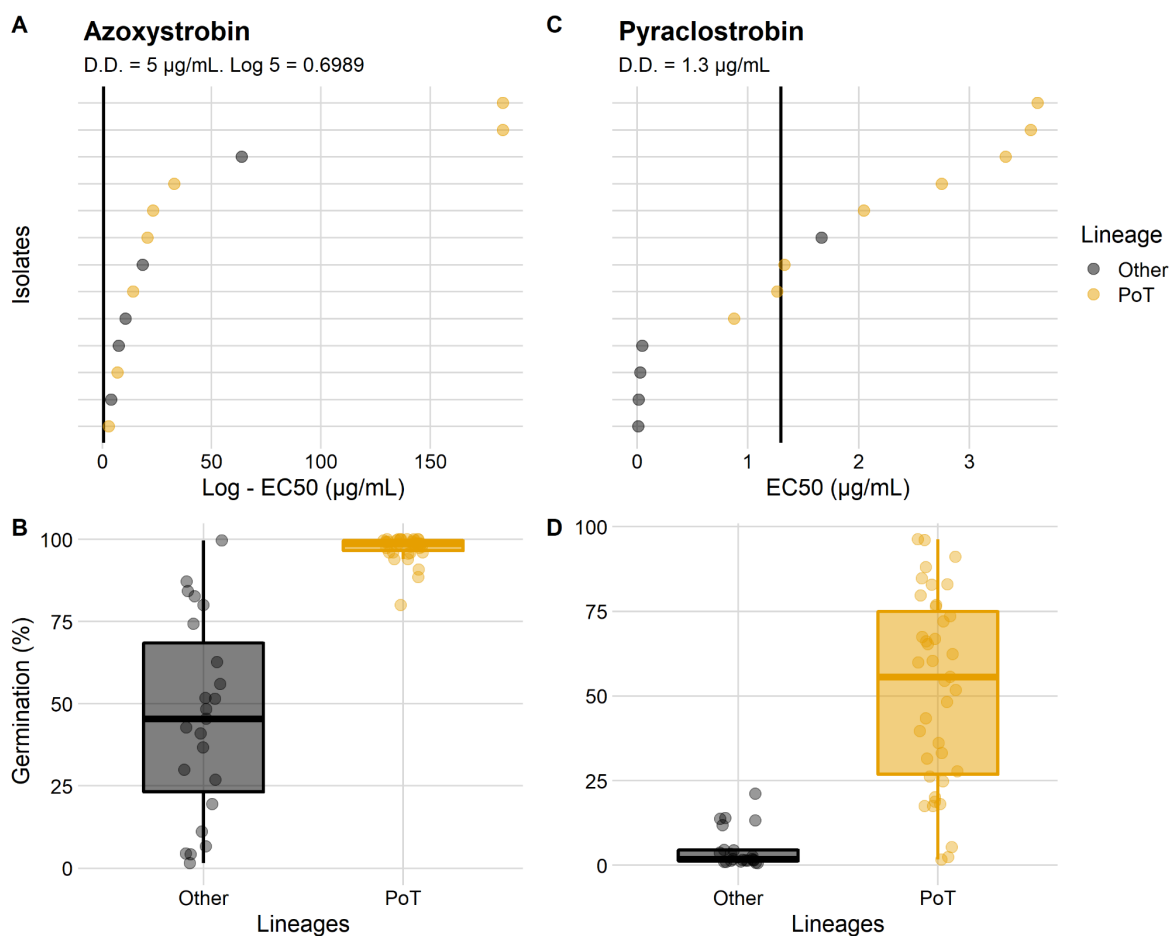 A
Azoxystrobin
D.D. = 5 µg/mL. Log 5 = 0.6989
Isolates
0 50 100 150
Log - EC50 (µg/mL)
C
Pyraclostrobin
D.D. = 1.3 µg/mL
0 1 2 3
EC50 (µg/mL)
Lineage
Other
PoT
B
Germination (%)
100
75
50
25
0
Other PoT
Lineages
D
100
75
50
25
0
Other PoT
Lineages